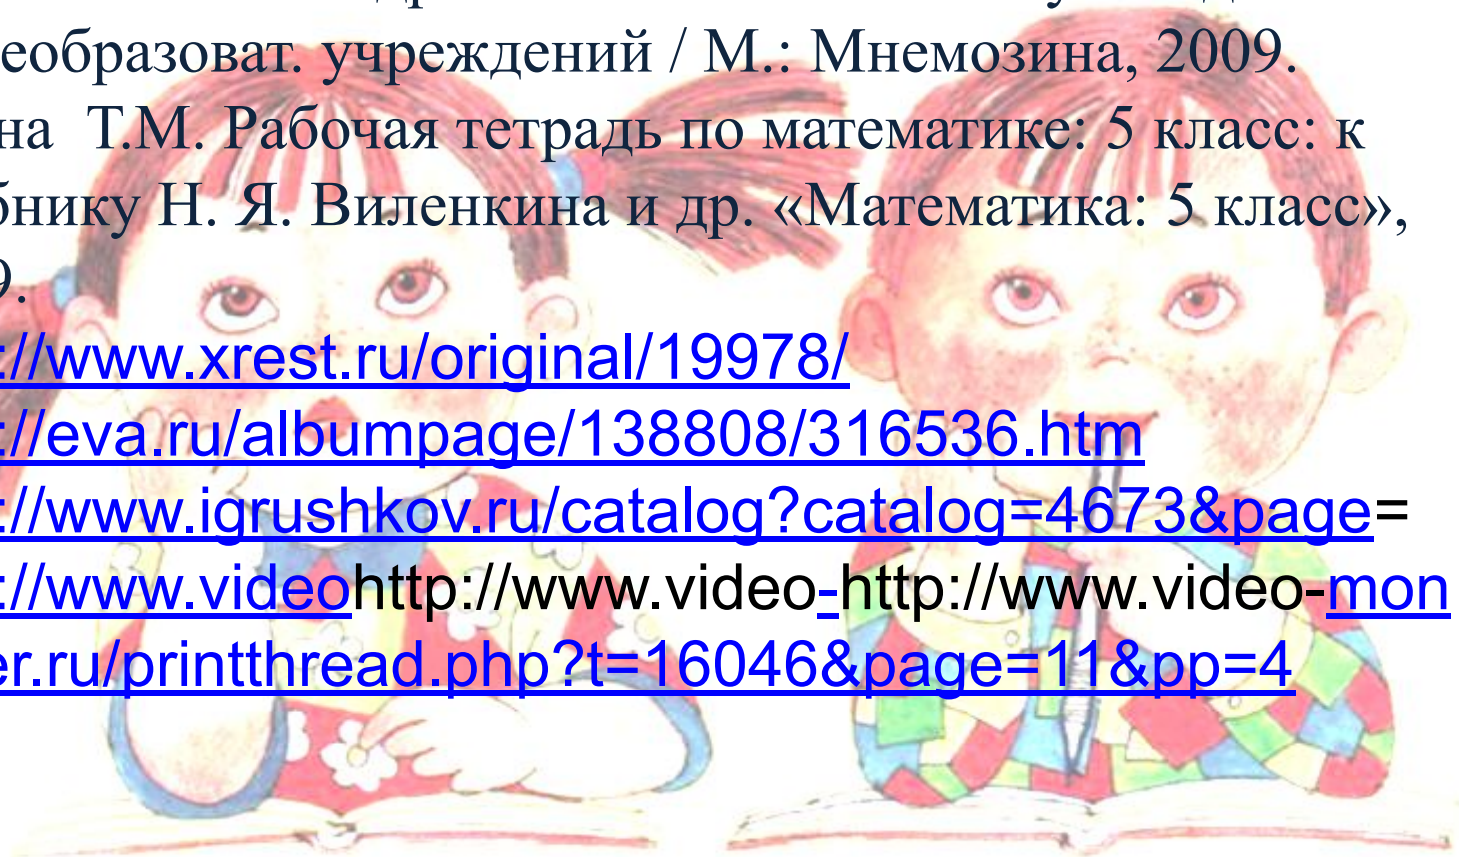 еобразоват. учреждений / М.: Мнемозина, 2009.
на Т.М. Рабочая тетрадь по математике: 5 класс: к
бнику Н. Я. Виленкина и др. «Математика: 5 класс»,
9.
://www.xrest.ru/original/19978/
://eva.ru/albumpage/138808/316536.htm
://www.igrushkov.ru/catalog?catalog=4673&page=
://www.videohttp://www.video-http://www.video-mon
er.ru/printthread.php?t=16046&page=11&pp=4